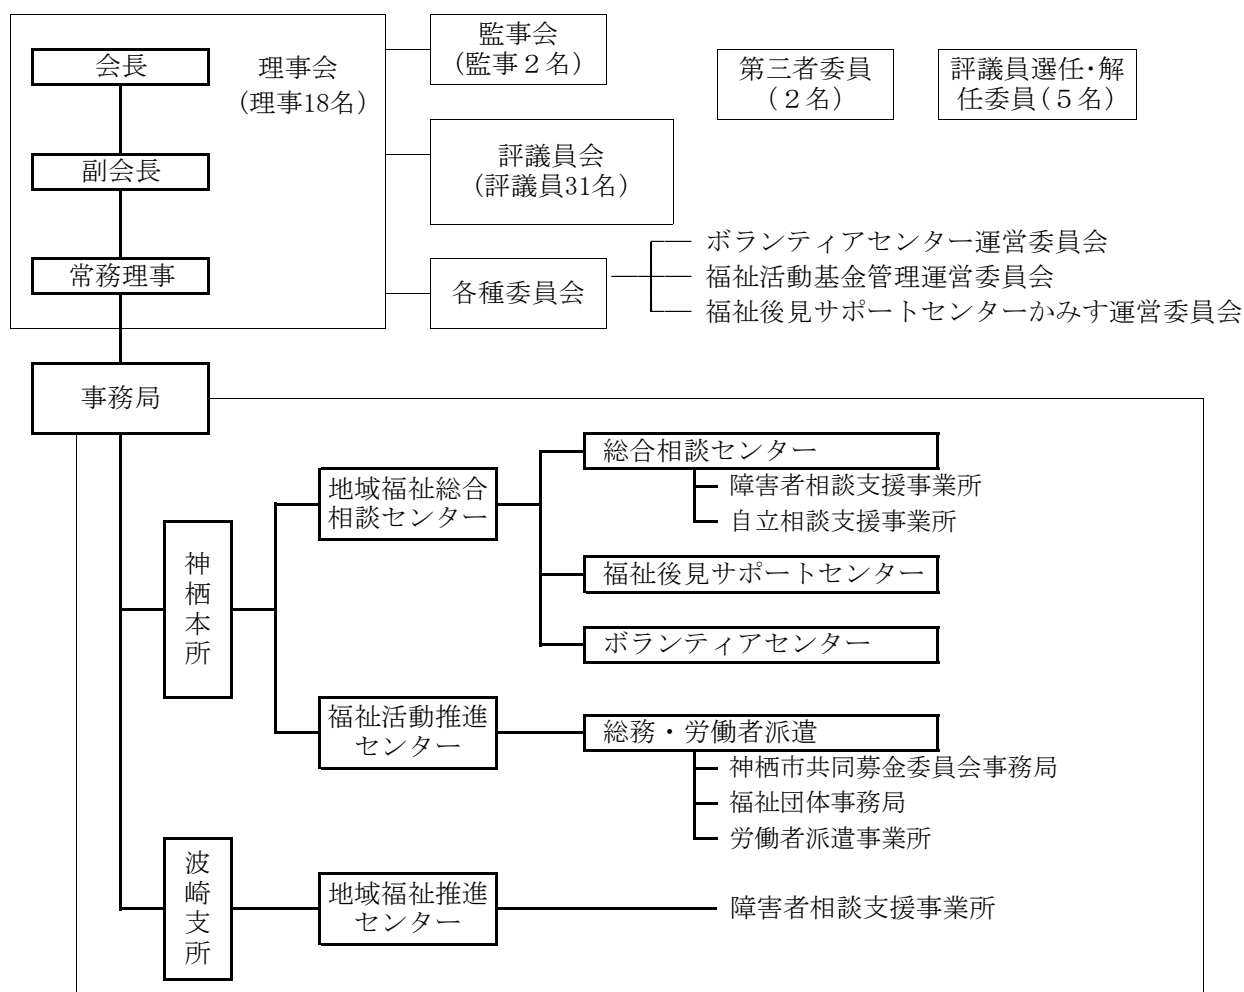 会長
副会長
常務理事
理事会
（理事18名）
監事会
（監事２名）
評議員会
（評議員31名）
各種委員会
第三者委員
（２名）
評議員選任・解
任委員（５名）
ボランティアセンター運営委員会
福祉活動基金管理運営委員会
福祉後見サポートセンターかみす運営委員会
事務局
神栖本所
地域福祉総合
相談センター
総合相談センター
障害者相談支援事業所
自立相談支援事業所
福祉後見サポートセンター
ボランティアセンター
福祉活動推進
センター
総務・労働者派遣
神栖市共同募金委員会事務局
福祉団体事務局
労働者派遣事業所
波崎支所
地域福祉推進
センター
障害者相談支援事業所